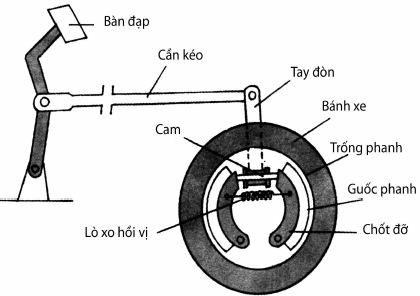 Bàn đạp
Cần kéo
Tay đòn
Bánh xe
Cam
Trống phanh
Guốc phanh
Lò xo hồi vị
Chốt đỡ